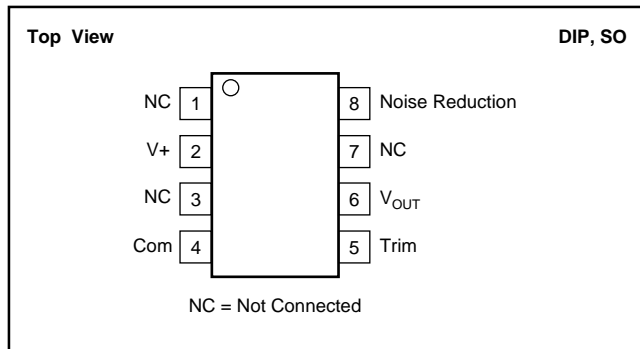 Top View
DIP, SO
NC 1
8 Noise Reduction
V+ 2
7 NC
NC 3
6 VOUT
Com 4
5 Trim
NC = Not Connected